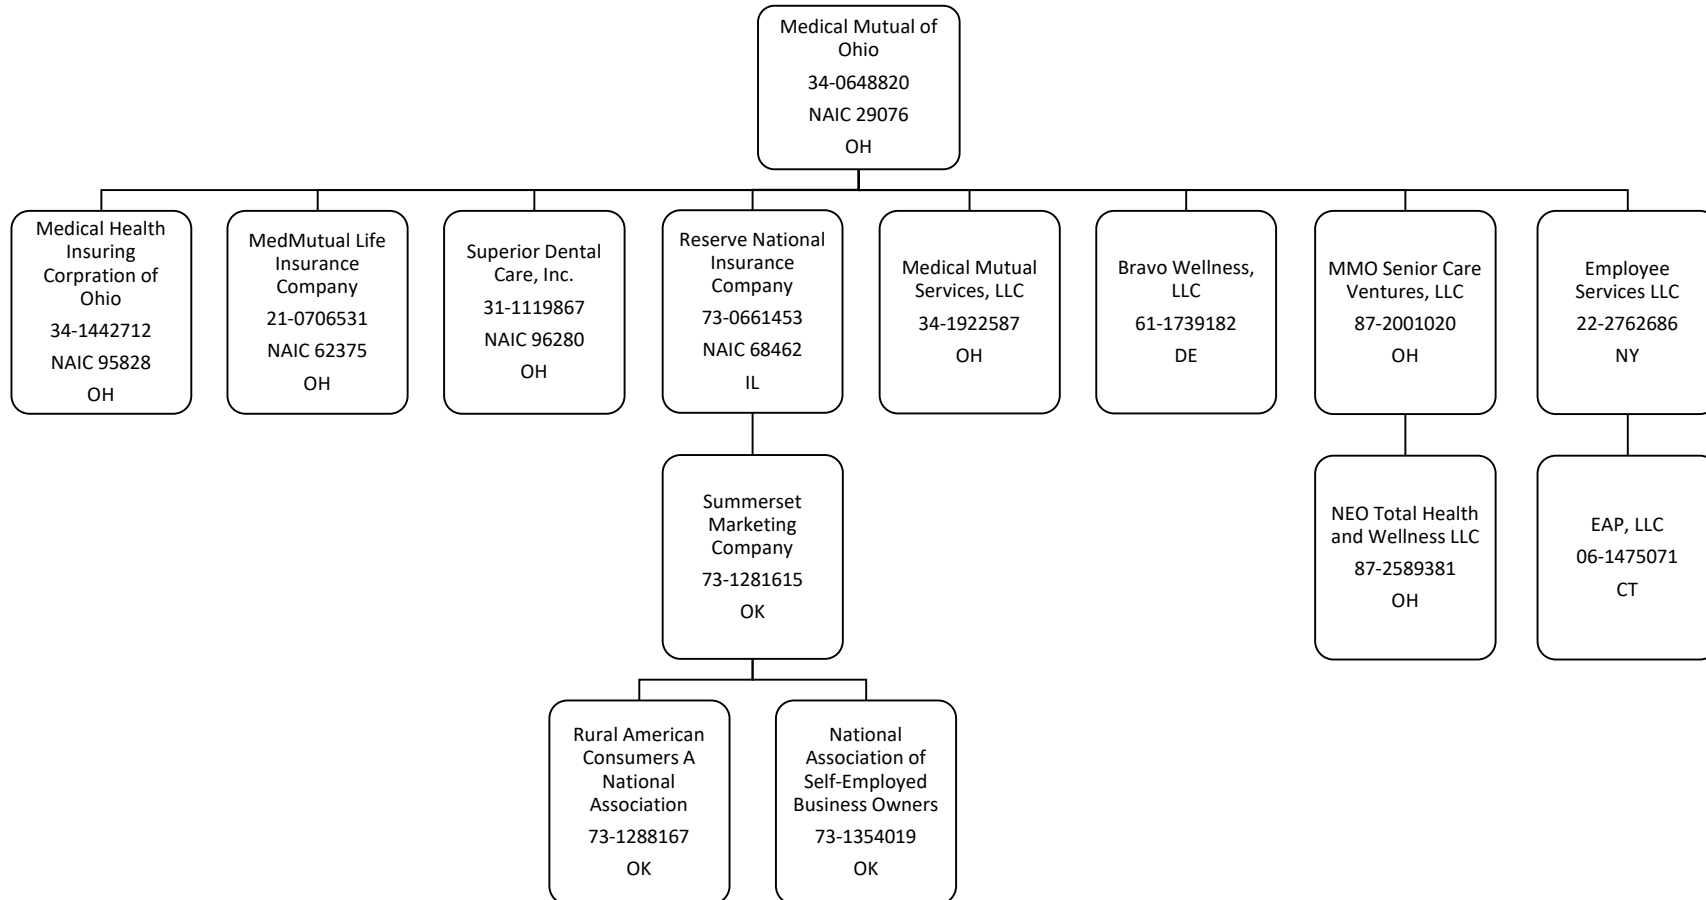 Medical Mutual of
Ohio
34-0648820
NAIC 29076
OH
Medical Health
Insuring
Corpration of
Ohio
34-1442712
NAIC 95828
OH
MedMutual Life
Insurance
Company
21-0706531
NAIC 62375
OH
Superior Dental
Care, Inc.
31-1119867
NAIC 96280
OH
Reserve National
Insurance
Company
73-0661453
NAIC 68462
IL
Medical Mutual
Services, LLC
34-1922587
OH
Bravo Wellness,
LLC
61-1739182
DE
MMO Senior Care
Ventures, LLC
87-2001020
OH
Employee
Services LLC
22-2762686
NY
Summerset
Marketing
Company
73-1281615
OK
NEO Total Health
and Wellness LLC
87-2589381
OH
EAP, LLC
06-1475071
CT
Rural American
Consumers A
National
Association
73-1288167
OK
National
Association of
Self-Employed
Business Owners
73-1354019
OK